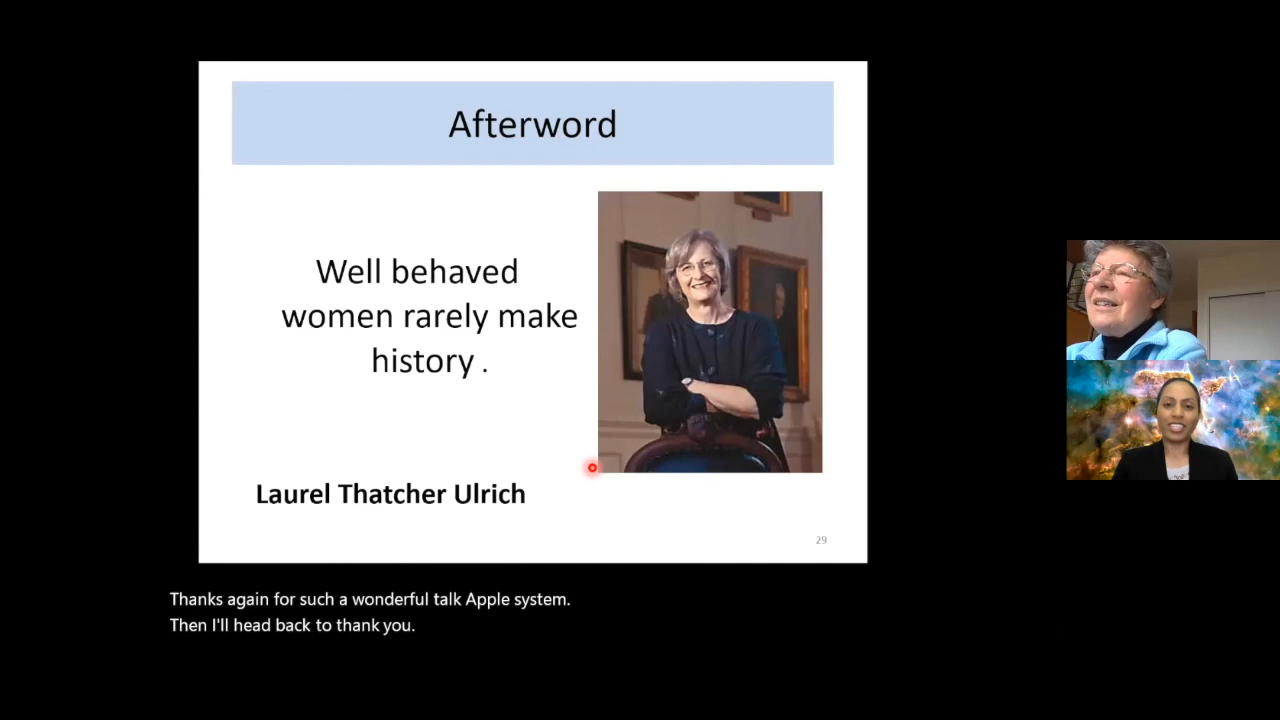 Afterword
Well behaved
women rarely make
history .
Laurel Thatcher Ulrich
29
Thanks again for such a wonderful talk Apple system.
Then I'll head back to thank you.